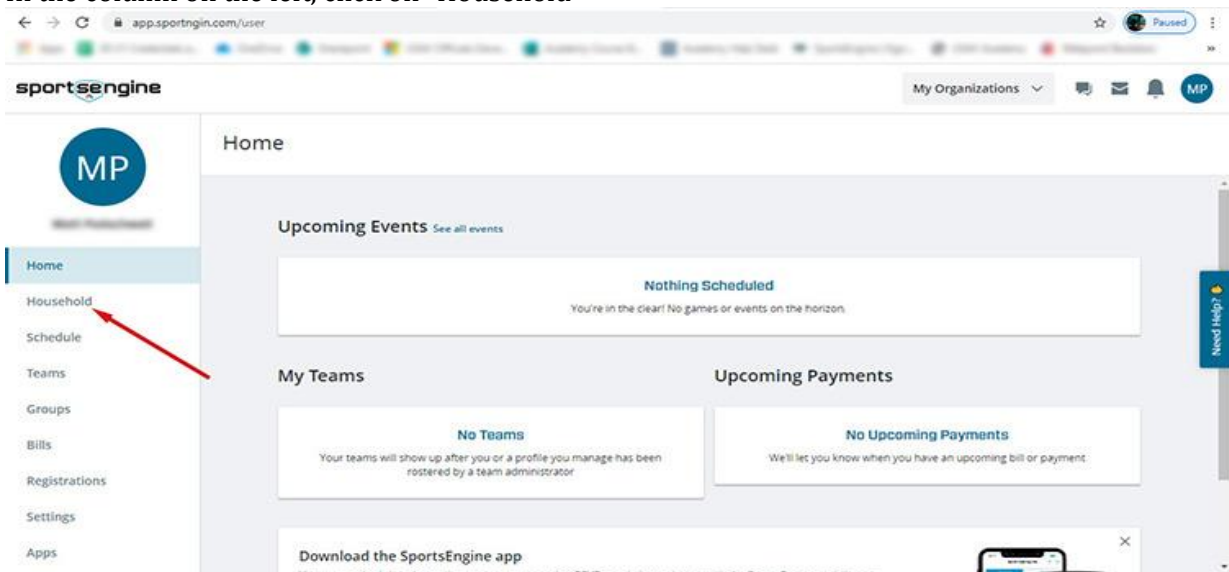 In the column on the left, click on "Household"
app.sportngin.com/user
Paused
sportsengine
My Organizations
MP
MP
Home
Upcoming Events See all events
Home
Nothing Scheduled
Household
You're in the clear! No games or events on the horizon.
Schedule
Need Help?
Teams
My Teams
Upcoming Payments
Groups
No Teams
No Upcoming Payments
Bills
Your teams will show up after you or a profile you manage has been
rostered by a team administrator
We'll let you know when you have an upcoming bill or payment
Registrations
Settings
Apps
Download the SportsEngine app